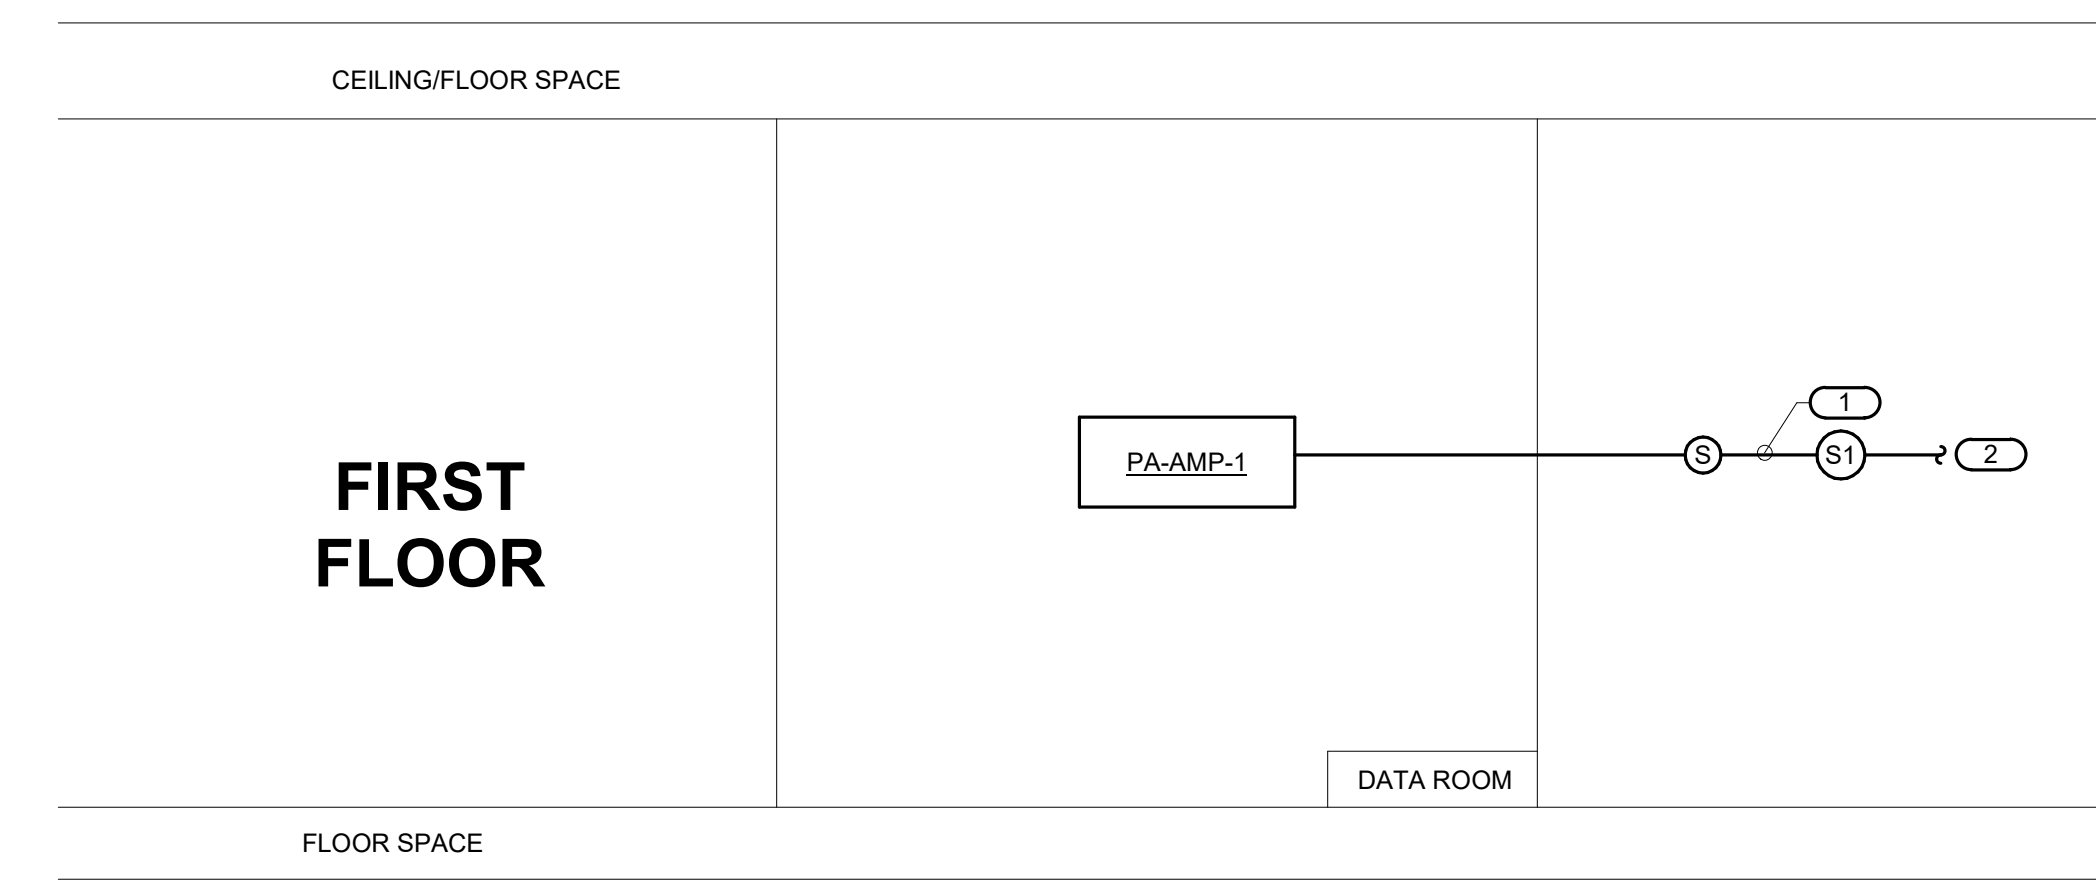 CEILING/FLOOR SPACE
1
PA-AMP-1
S
S1
2
FIRST
FLOOR
DATA ROOM
FLOOR SPACE